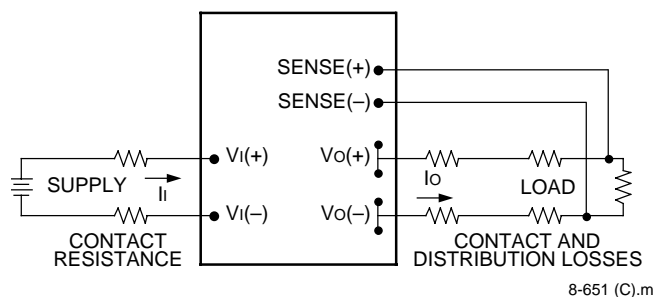 SENSE(+)
SENSE(–)
VI(+)
VO(+)
IO
SUPPLY
II
LOAD
VI(–)
VO(–)
CONTACT
RESISTANCE
CONTACT AND
DISTRIBUTION LOSSES
8-651 (C).m